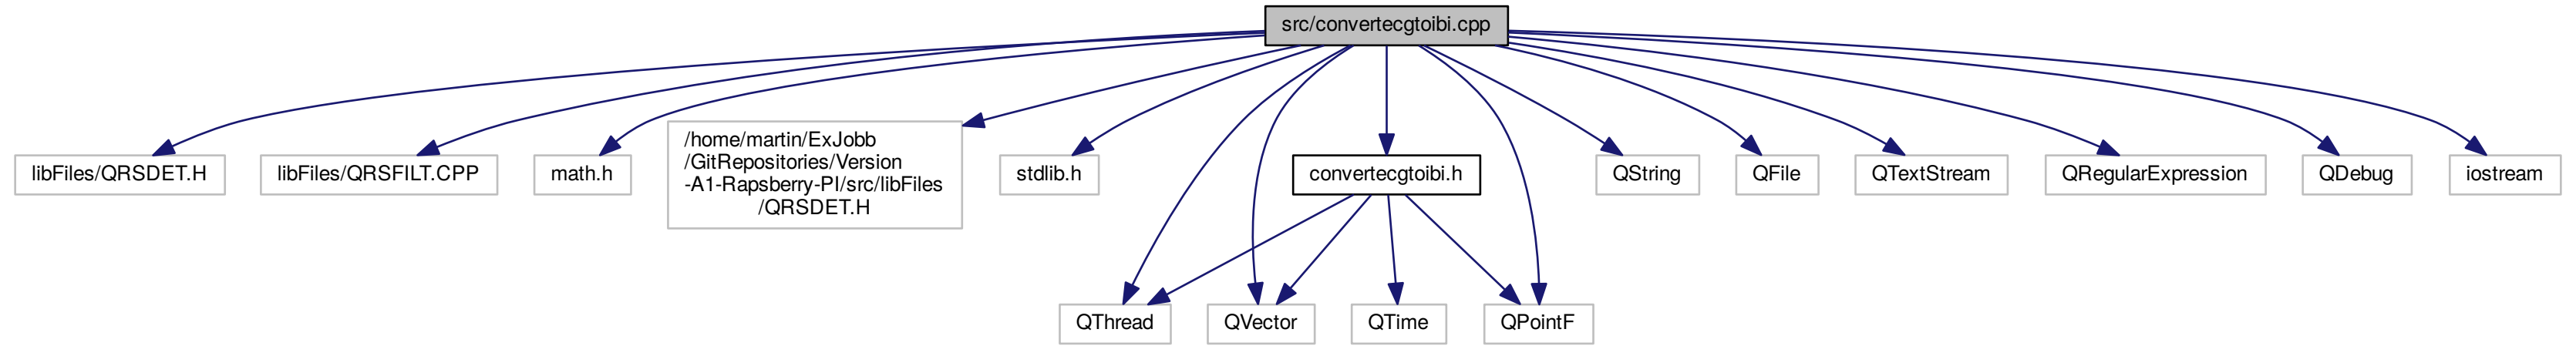 src/convertecgtoibi.cpp
libFiles/QRSDET.H
libFiles/QRSFILT.CPP
math.h
/home/martin/ExJobb
/GitRepositories/Version
-A1-Rapsberry-PI/src/libFiles
/QRSDET.H
stdlib.h
convertecgtoibi.h
QString
QFile
QTextStream
QRegularExpression
QDebug
iostream
QThread
QVector
QTime
QPointF